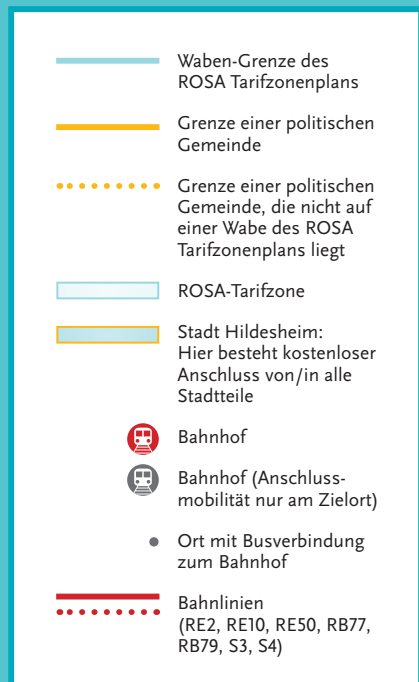 Waben-Grenze des
ROSA Tarifzonenplans
Grenze einer politischen
Gemeinde
Grenze einer politischen
Gemeinde, die nicht auf
einer Wabe des ROSA
Tarifzonenplans liegt
ROSA-Tarifzone
Stadt Hildesheim:
Hier besteht kostenloser
Anschluss von/in alle
Stadtteile
Bahnhof
Bahnhof (Anschluss-
mobilität nur am Zielort)
Ort mit Busverbindung
zum Bahnhof
Bahnlinien
(RE2, RE10, RE50, RB77,
RB79, S3, S4)